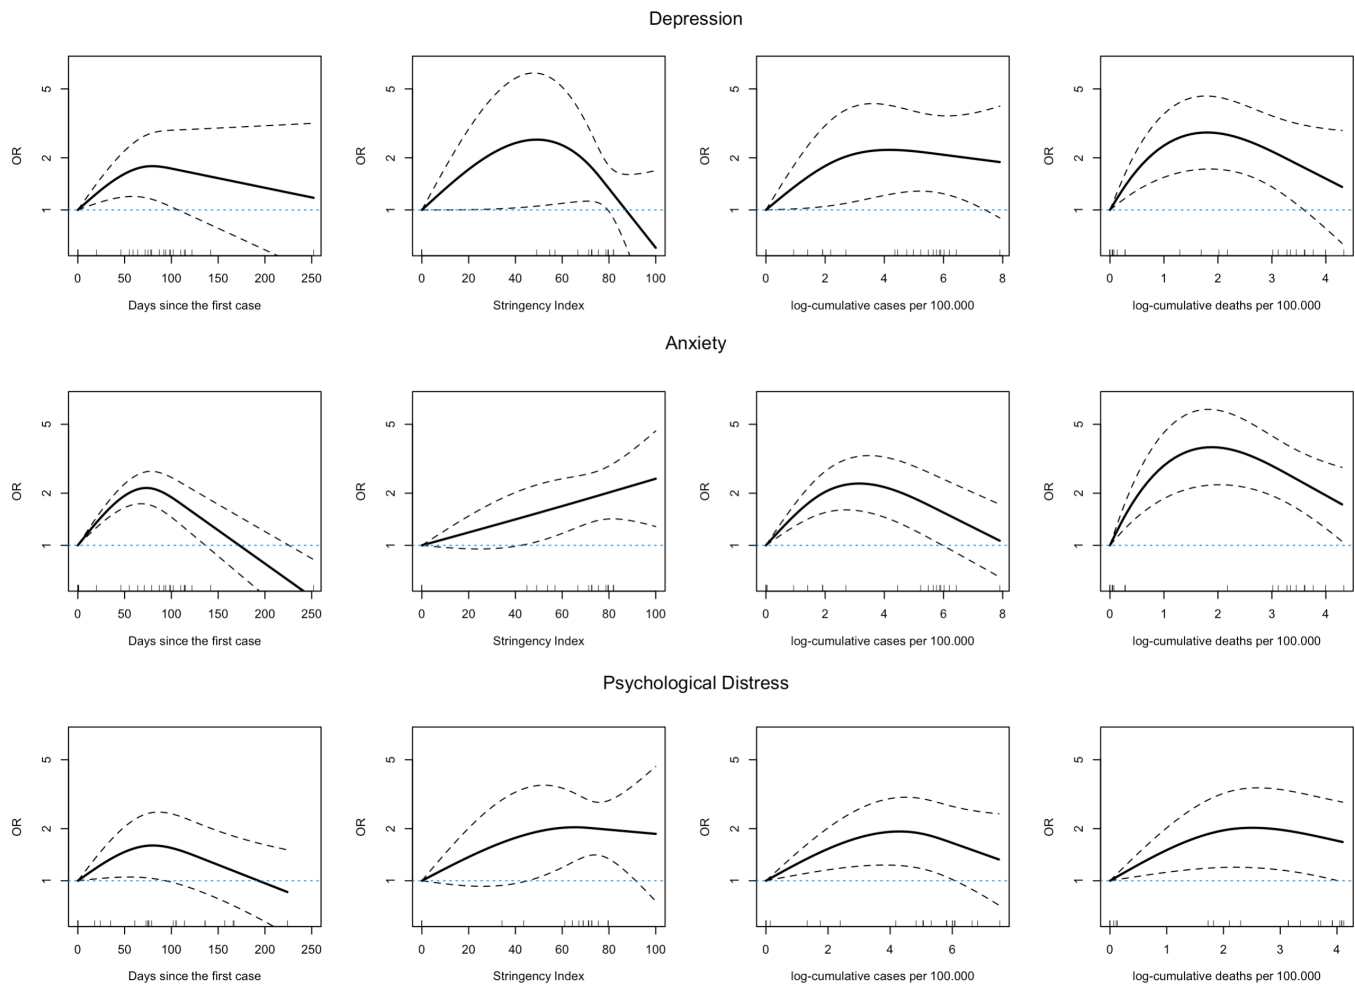 Depression
OR
5
2
1
0 50 100 150 200 250
Days since the first case
OR
5
2
1
0 20 40 60 80 100
Stringency Index
OR
5
2
1
0 2 4 6 8
log-cumulative cases per 100.000
OR
5
2
1
0 1 2 3 4
log-cumulative deaths per 100.000
Anxiety
OR
5
2
1
0 50 100 150 200 250
Days since the first case
OR
5
2
1
0 20 40 60 80 100
Stringency Index
OR
5
2
1
0 2 4 6 8
log-cumulative cases per 100.000
OR
5
2
1
0 1 2 3 4
log-cumulative deaths per 100.000
Psychological Distress
OR
5
2
1
0 50 100 150 200 250
Days since the first case
OR
5
2
1
0 20 40 60 80 100
Stringency Index
OR
5
2
1
0 2 4 6
log-cumulative cases per 100.000
OR
5
2
1
0 1 2 3 4
log-cumulative deaths per 100.000